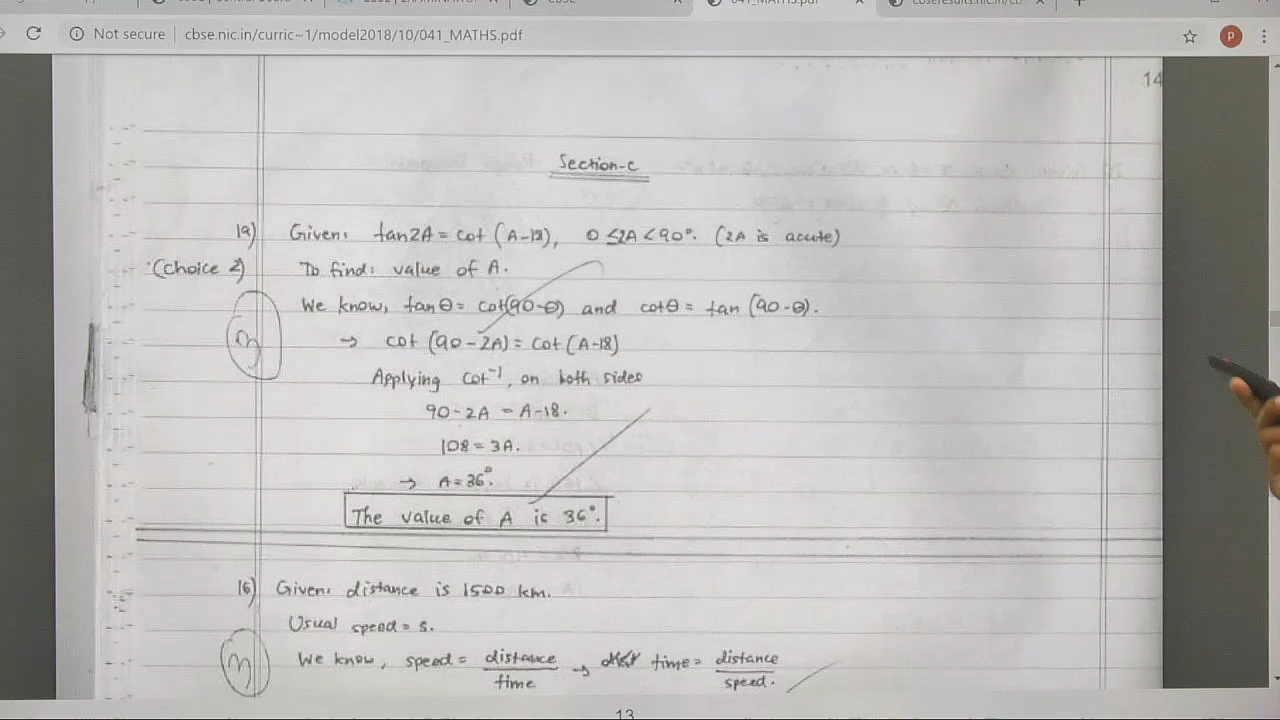 041_MATHS.pdf
Not secure | cbse.nic.in/curric~1/model2018/10/041_MATHS.pdf
p
14
Section-C
19) Given: tan2A = cot (A-18), 0 ≤ 2A < 90°. (2A is acute)
(choice 2) To find: value of A.
We know, tanθ = cot(90-θ) and cotθ = tan (90-θ).
→ cot (90-2A) = cot (A-18)
Applying cot⁻¹, on both sides
90-2A = A-18.
108 = 3A.
→ A = 36°.
The value of A is 36°.
16) Given: distance is 1500 km.
Usual speed = s.
We know, speed = distance/time → time = distance/speed.
13